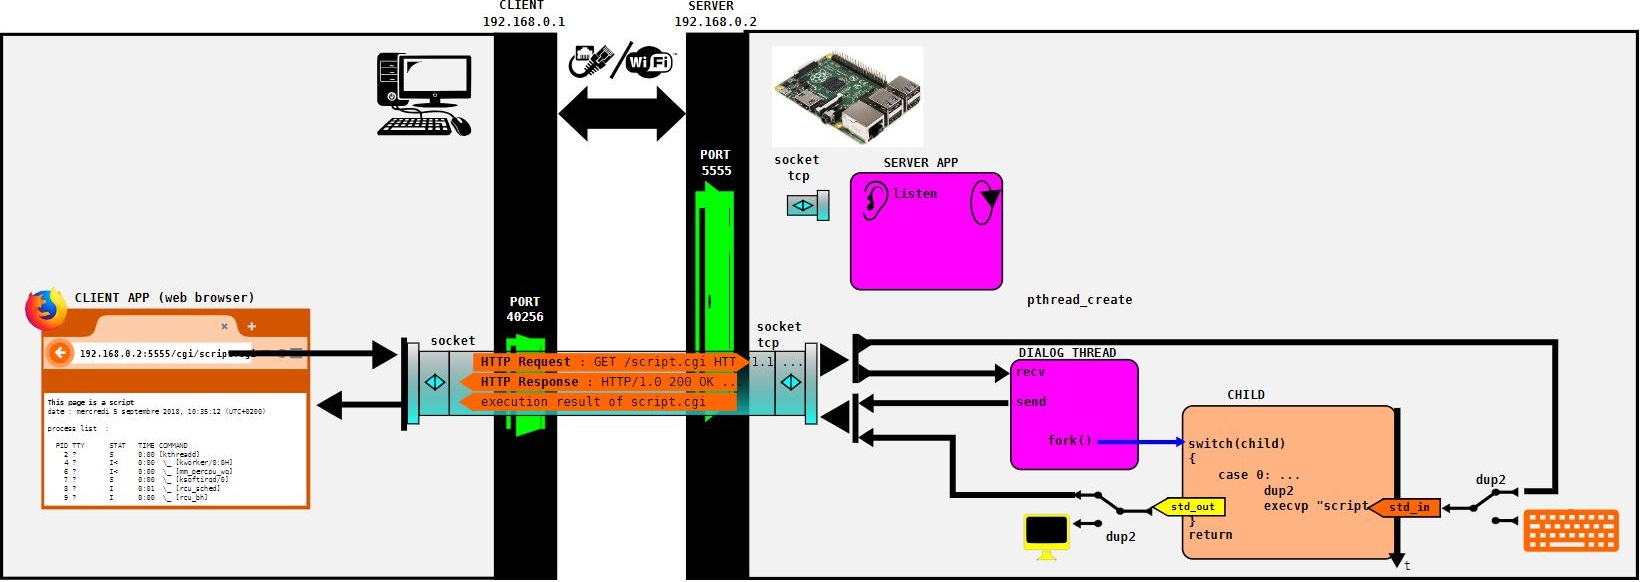 CLIENT
192.168.0.1
SERVER
192.168.0.2
WiFi
PORT
5555
socket
tcp
SERVER APP
listen
pthread_create
CLIENT APP (web browser)
192.168.0.2:5555/cgi/script
This page is a script
date : mercredi 5 septembre 2018, 10:35:12 (UTC+0200)
process list :
PID TTY STAT TIME COMMAND
2 ? S 0:00 [kthreadd]
4 ? I< 0:00 \_ [kworker/0:0H]
6 ? I< 0:00 \_ [mm_percpu_wq]
7 ? S 0:00 \_ [ksoftirqd/0]
8 ? I 0:01 \_ [rcu_sched]
9 ? I 0:00 \_ [rcu_bh]
PORT
40256
socket
socket
tcp
HTTP Request : GET /script.cgi HTT /1.1 ...
HTTP Response : HTTP/1.0 200 OK ...
execution result of script.cgi
DIALOG THREAD
recv
send
fork()
CHILD
switch(child)
{
case 0: ...
dup2
execvp "script
}
return
std_out
std_in
dup2
dup2
t